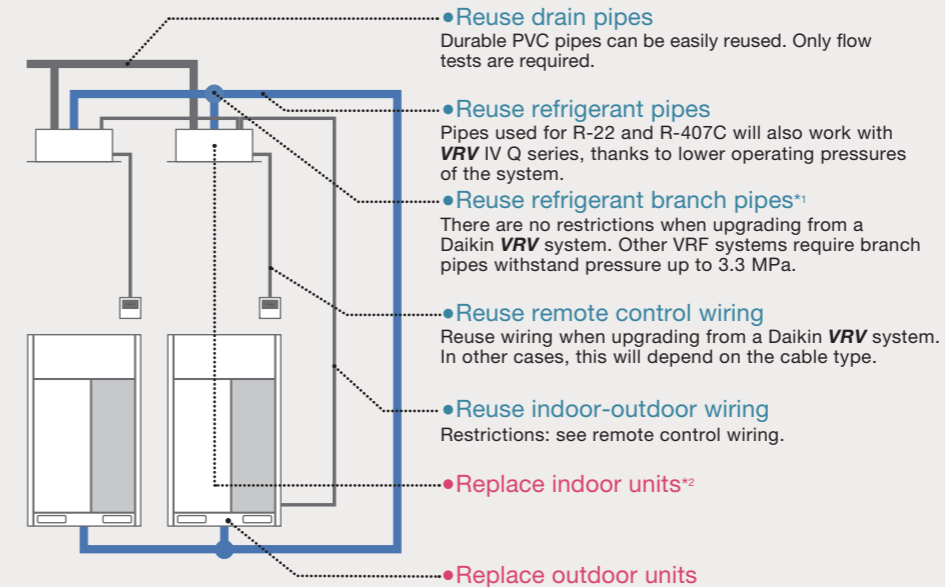 ●Reuse drain pipes
Durable PVC pipes can be easily reused. Only flow
tests are required.
●Reuse refrigerant pipes
Pipes used for R-22 and R-407C will also work with
VRV IV Q series, thanks to lower operating pressures
of the system.
●Reuse refrigerant branch pipes*1
There are no restrictions when upgrading from a
Daikin VRV system. Other VRF systems require branch
pipes withstand pressure up to 3.3 MPa.
●Reuse remote control wiring
Reuse wiring when upgrading from a Daikin VRV system.
In other cases, this will depend on the cable type.
●Reuse indoor-outdoor wiring
Restrictions: see remote control wiring.
●Replace indoor units*2
●Replace outdoor units